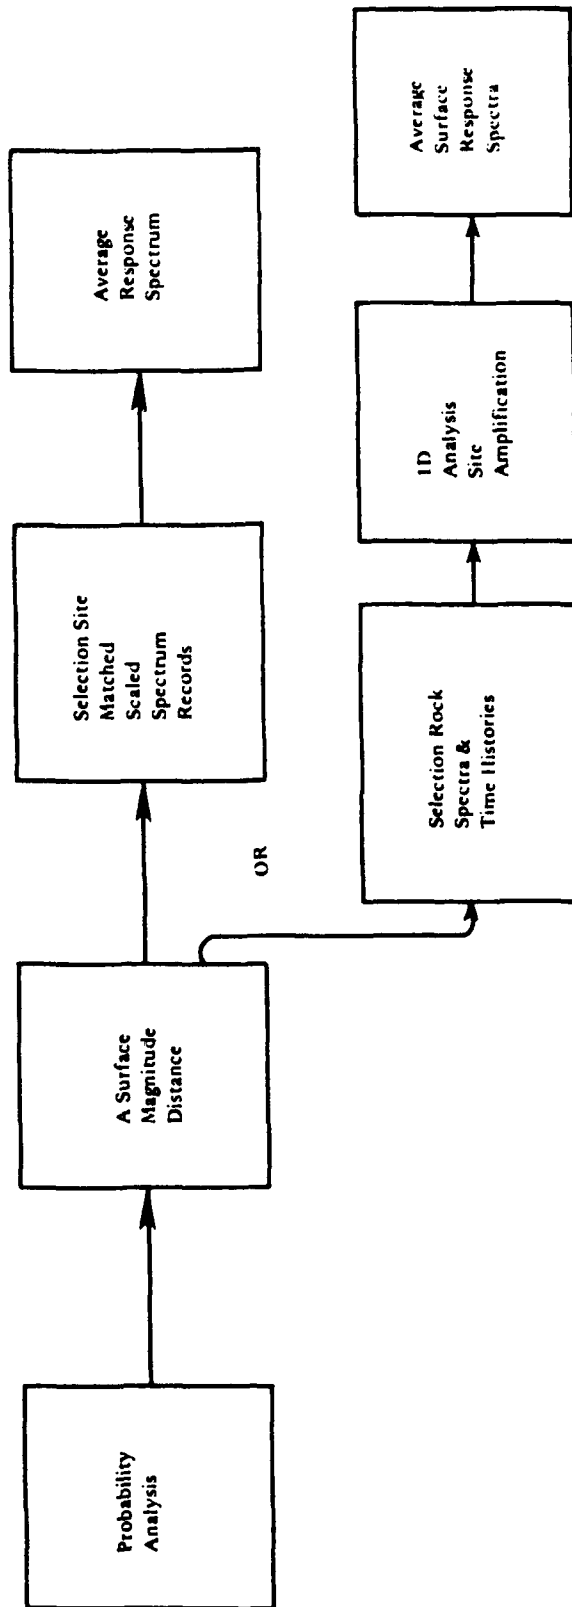 Probability
Analysis
A Surface
Magnitude
Distance
Selection Site
Matched
Scaled
Spectrum
Records
Average
Response
Spectrum
OR
Selection Rock
Spectra &
Time Histories
1D
Analysis
Site
Amplification
Average
Surface
Response
Spectra